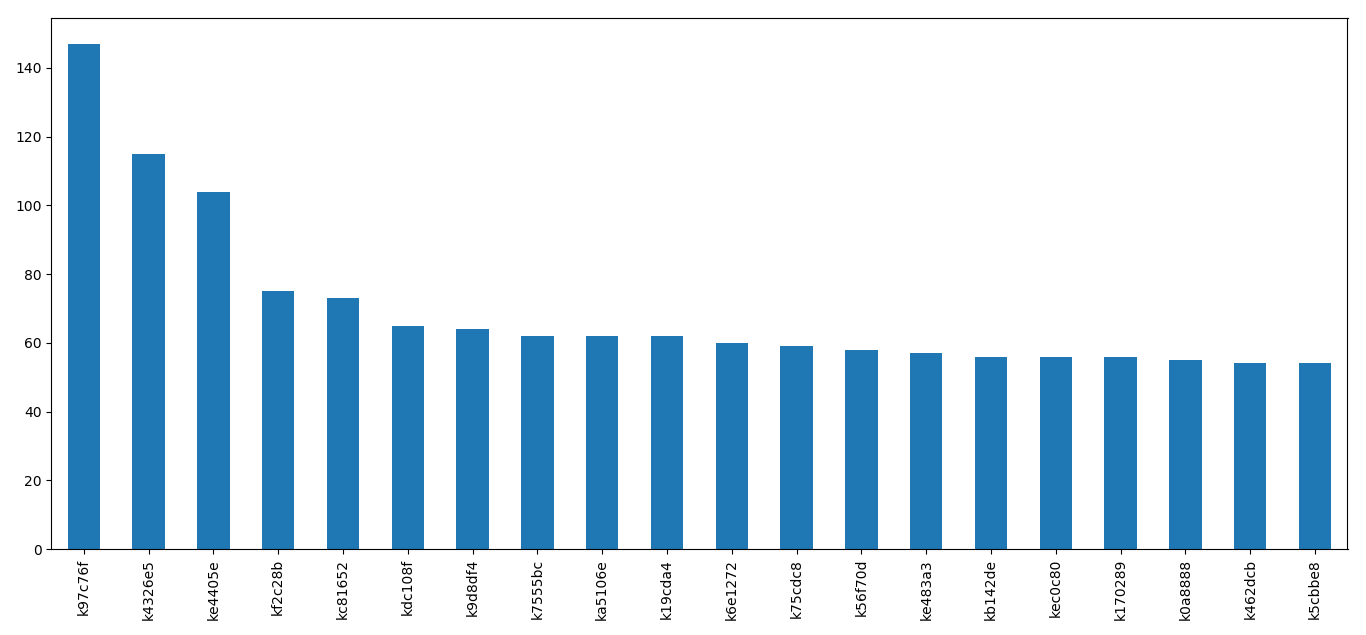 140
120
100
80
60
40
20
0
k97c76f
k4326e5
ke4405e
kf2c28b
kc81652
kdc108f
k9d8df4
k7555bc
ka5106e
k19cda4
k6e1272
k75cdc8
k56f70d
ke483a3
kb142de
kec0c80
k170289
k0a8888
k462dcb
k5cbbe8